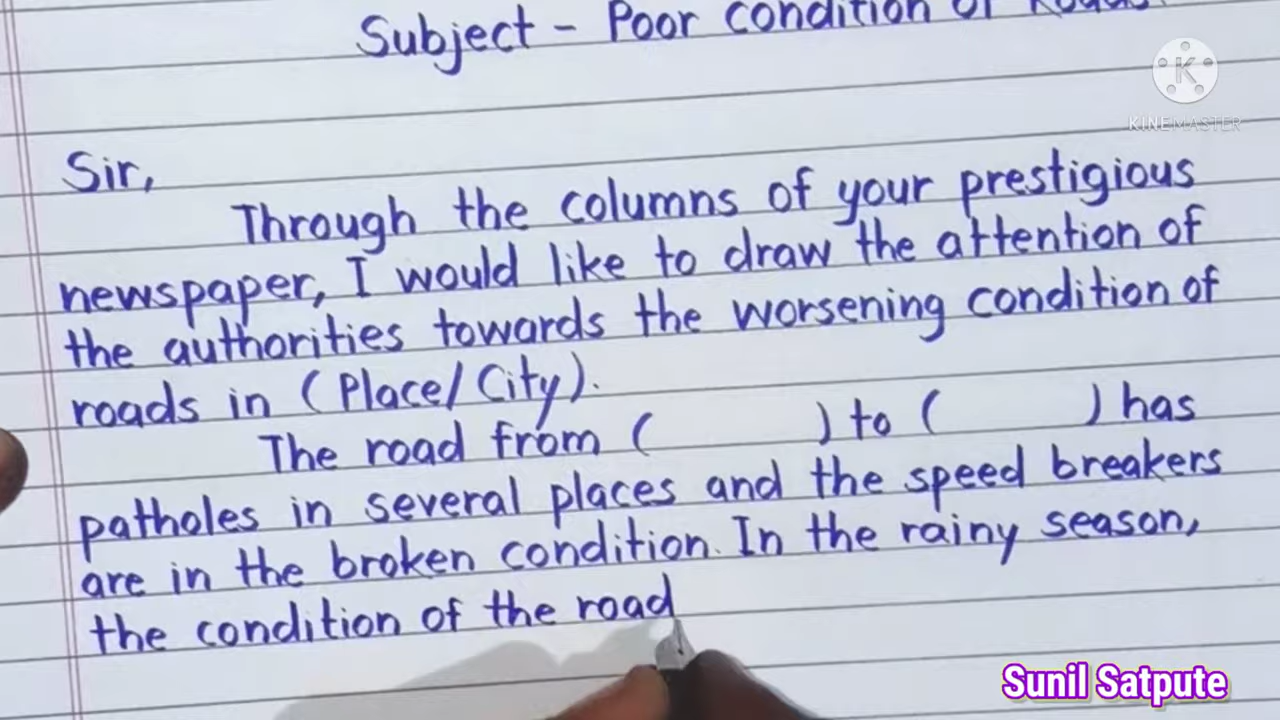 Subject - Poor Condition of Roads.
K
KINEMASTER
Sir,
Through the columns of your prestigious
newspaper, I would like to draw the attention of
the authorities towards the worsening condition of
roads in (Place/City).
The road from (       ) to (       ) has
patholes in several places and the speed breakers
are in the broken condition. In the rainy season,
the condition of the road
Sunil Satpute